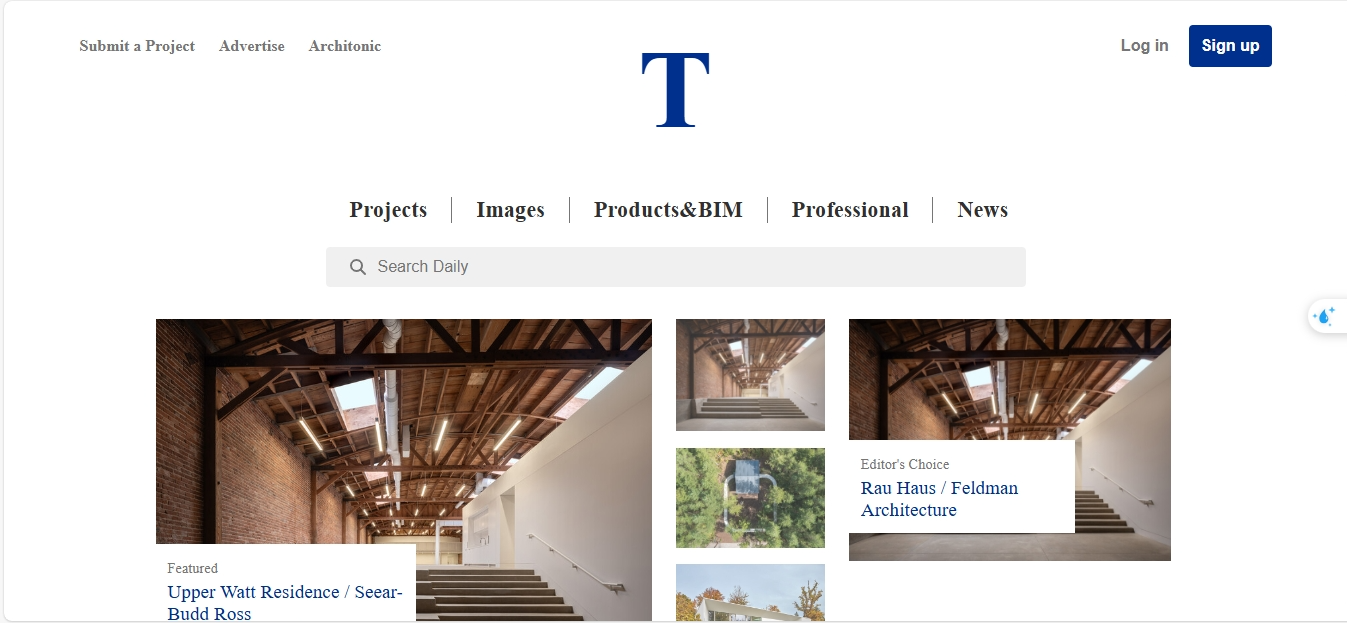 Submit a Project Advertise Architonic
Log in Sign up
T
Projects Images Products&BIM Professional News
Search Daily
Editor's Choice
Rau Haus / Feldman
Architecture
Featured
Upper Watt Residence / Seear-
Budd Ross